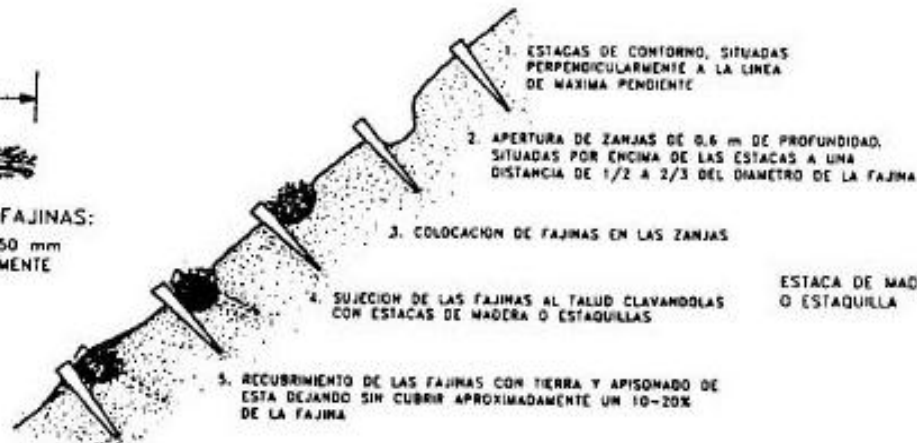 1. ESTACAS DE CONTORNO, SITUADAS
PERPENDICULARMENTE A LA LINEA
DE MAXIMA PENDIENTE
2. APERTURA DE ZANJAS DE 0.6 m DE PROFUNDIDAD,
SITUADAS POR ENCIMA DE LAS ESTACAS A UNA
DISTANCIA DE 1/2 A 2/3 DEL DIAMETRO DE LA FAJINA
FAJINAS:
50 mm
MENTE
3. COLOCACION DE FAJINAS EN LAS ZANJAS
ESTACA DE MAD
O ESTAQUILLA
4. SUJECION DE LAS FAJINAS AL TALUD CLAVANDOLAS
CON ESTACAS DE MADERA O ESTAQUILLAS
5. RECUBRIMIENTO DE LAS FAJINAS CON TIERRA Y APISONADO DE
ESTA DEJANDO SIN CUBRIR APROXIMADAMENTE UN 10-20%
DE LA FAJINA